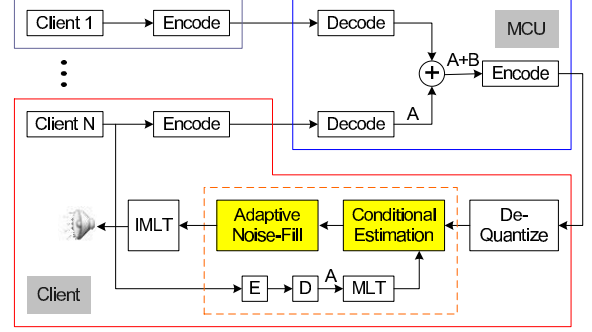 Client 1
Encode
Decode
MCU
+
A+B
Encode
Client N
Encode
Decode
A
IMLT
Adaptive
Noise-Fill
Conditional
Estimation
De-
Quantize
Client
E
D
A
MLT